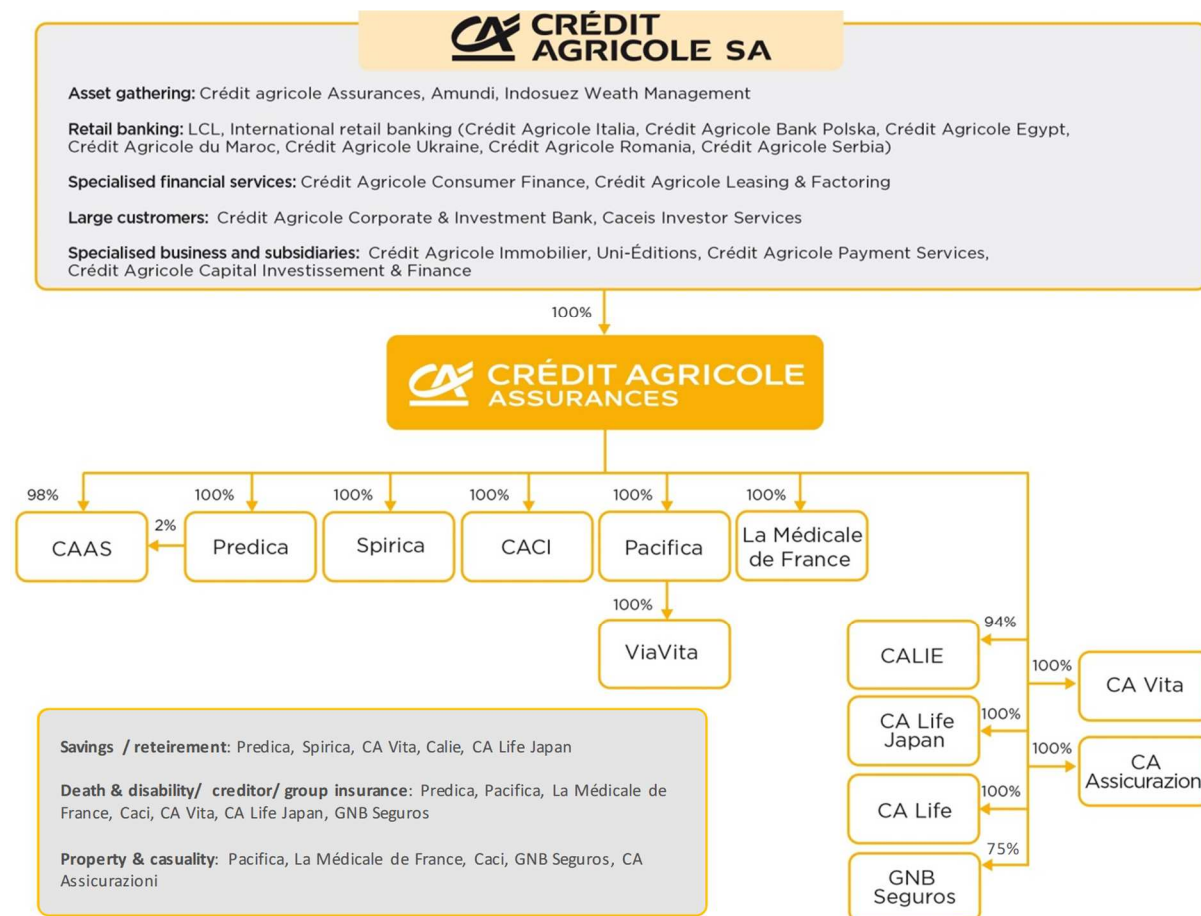 CRÉDIT
AGRICOLE SA
Asset gathering: Crédit agricole Assurances, Amundi, Indosuez Weath Management
Retail banking: LCL, International retail banking (Crédit Agricole Italia, Crédit Agricole Bank Polska, Crédit Agricole Egypt,
Crédit Agricole du Maroc, Crédit Agricole Ukraine, Crédit Agricole Romania, Crédit Agricole Serbia)
Specialised financial services: Crédit Agricole Consumer Finance, Crédit Agricole Leasing & Factoring
Large custromers: Crédit Agricole Corporate & Investment Bank, Caceis Investor Services
Specialised business and subsidiaries: Crédit Agricole Immobilier, Uni-Éditions, Crédit Agricole Payment Services,
Crédit Agricole Capital Investissement & Finance
100%
CRÉDIT AGRICOLE
ASSURANCES
98%
100%
100%
100%
100%
100%
CAAS
2%
Predica
Spirica
CACI
Pacifica
La Médicale
de France
100%
ViaVita
94%
CALIE
100%
CA Vita
100%
CA Life
Japan
100%
CA
Assicurazion
100%
CA Life
75%
GNB
Seguros
Savings / reteirement: Predica, Spirica, CA Vita, Calie, CA Life Japan
Death & disability/ creditor/ group insurance: Predica, Pacifica, La Médicale de
France, Caci, CA Vita, CA Life Japan, GNB Seguros
Property & casuality: Pacifica, La Médicale de France, Caci, GNB Seguros, CA
Assicurazioni